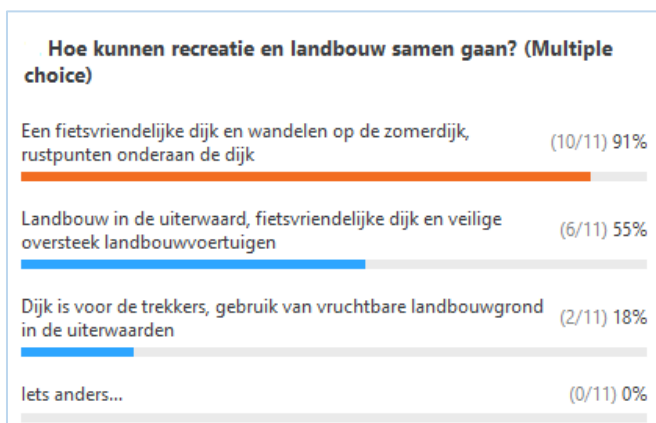 Hoe kunnen recreatie en landbouw samen gaan? (Multiple
choice)
Een fietsvriendelijke dijk en wandelen op de zomerdijk,
rustpunten onderaan de dijk
(10/11) 91%
Landbouw in de uiterwaard, fietsvriendelijke dijk en veilige
oversteek landbouwvoertuigen
(6/11) 55%
Dijk is voor de trekkers, gebruik van vruchtbare landbouwgrond
in de uiterwaarden
(2/11) 18%
Iets anders...
(0/11) 0%